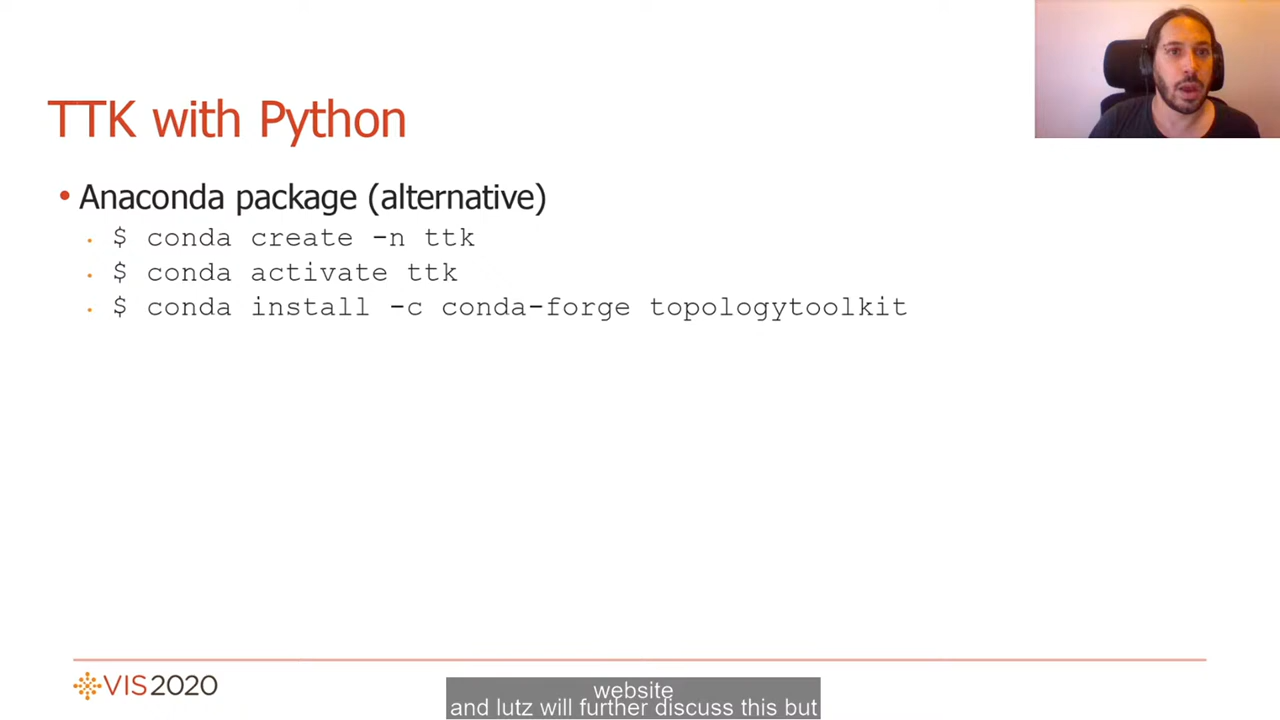 TTK with Python
• Anaconda package (alternative)
• $ conda create -n ttk
• $ conda activate ttk
• $ conda install -c conda-forge topologytoolkit
VIS2020
website
and lutz will further discuss this but